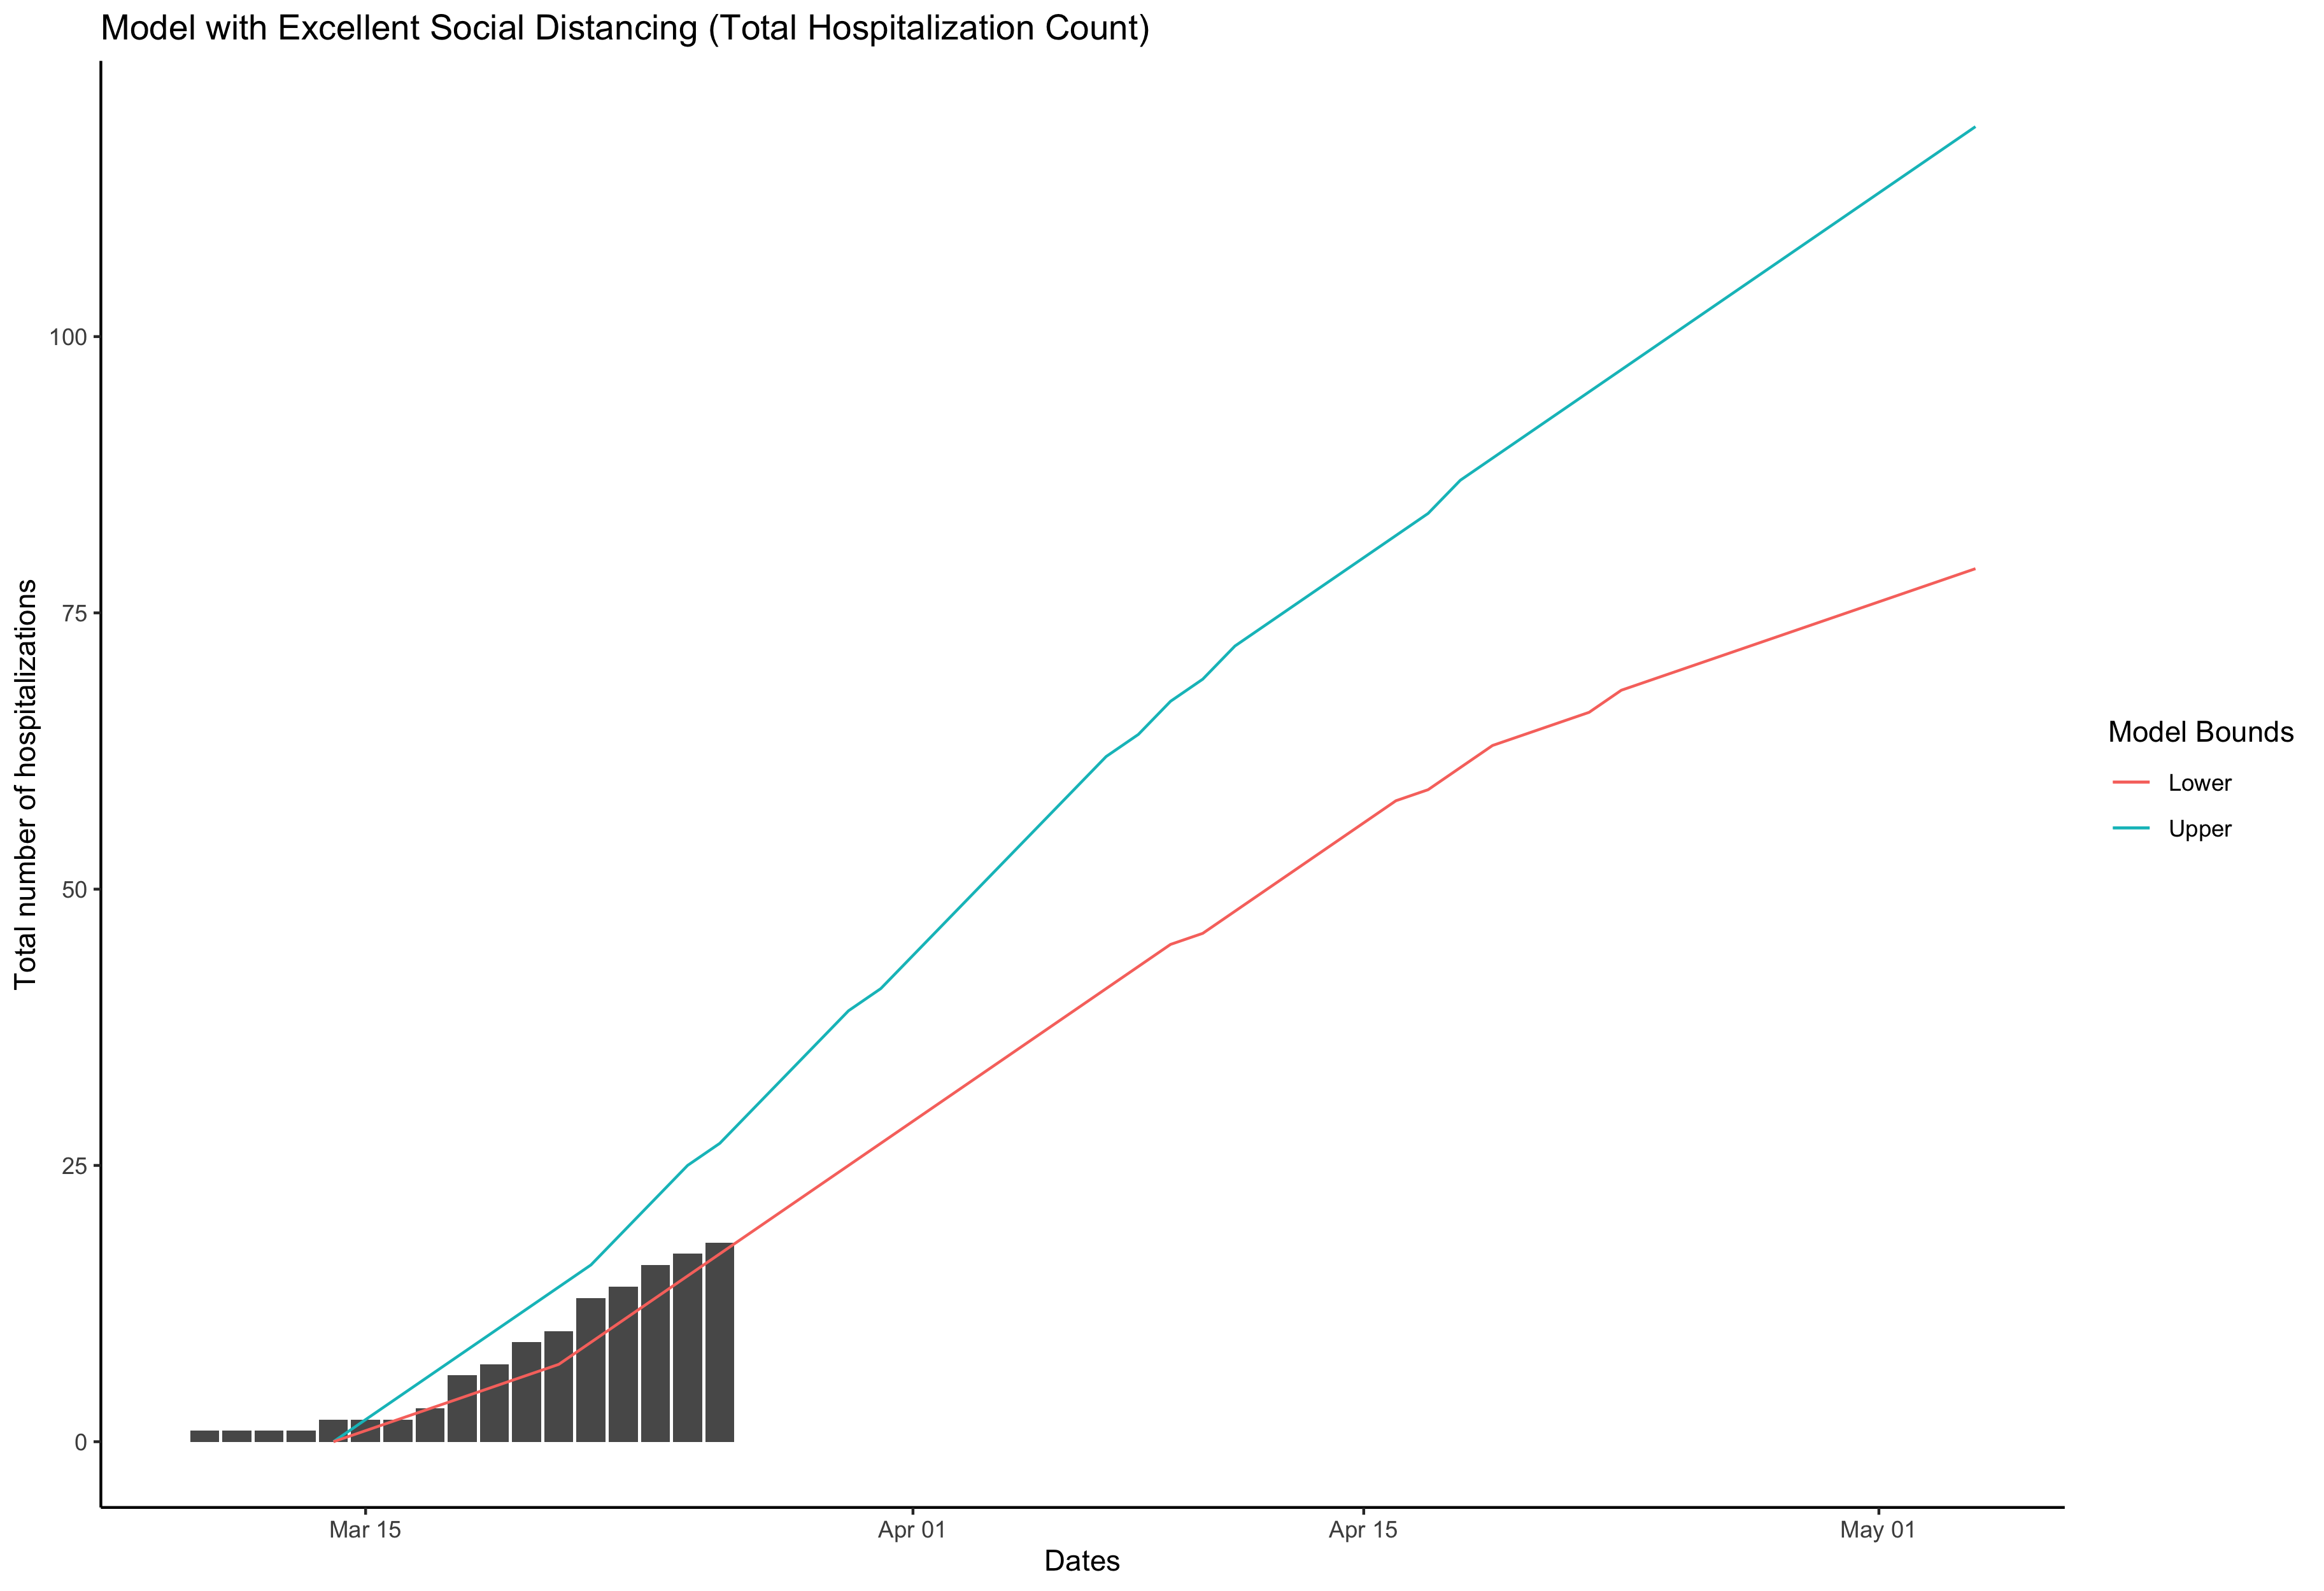 Model with Excellent Social Distancing (Total Hospitalization Count)
Total number of hospitalizations
100
75
50
25
0
Mar 15
Apr 01
Apr 15
May 01
Dates
Model Bounds
Lower
Upper